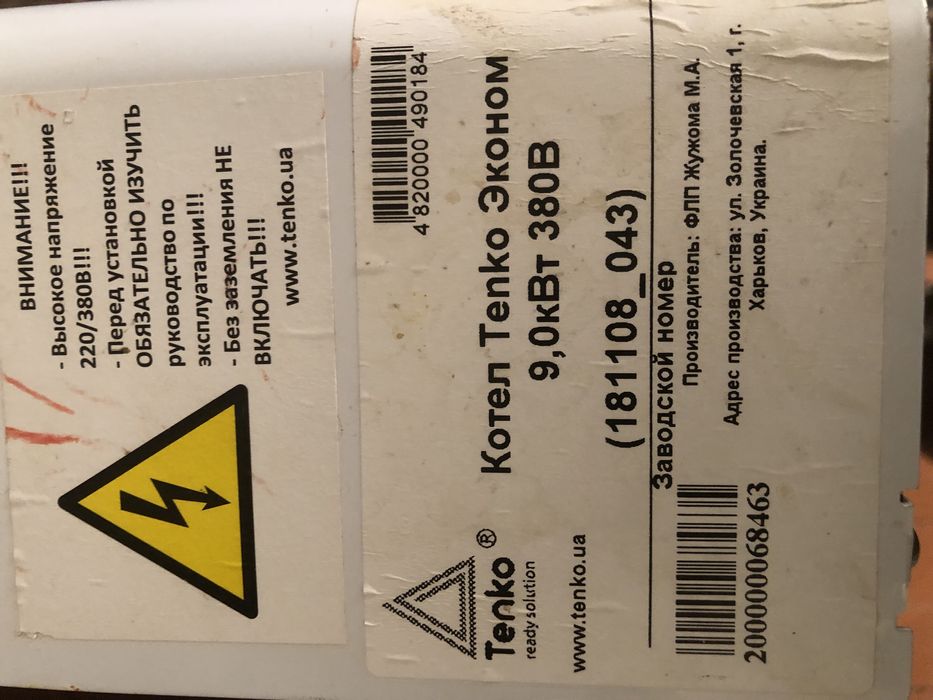 ВНИМАНИЕ!!!
- Высокое напряжение
220/380В!!!
- Перед установкой
ОБЯЗАТЕЛЬНО ИЗУЧИТЬ
руководство по
эксплуатации!!!
- Без заземления НЕ
ВКЛЮЧАТЬ!!!
www.tenko.ua
Tenko ®
ready solution
www.tenko.ua
4 820000 490184
Котел Tenko Эконом
9,0кВт 380В
(181108_043)
Заводской номер
Производитель: ФЛП Жужома М.А.
Адрес производства: ул. Золочевская 1, г.
Харьков, Украина.
2000000068463